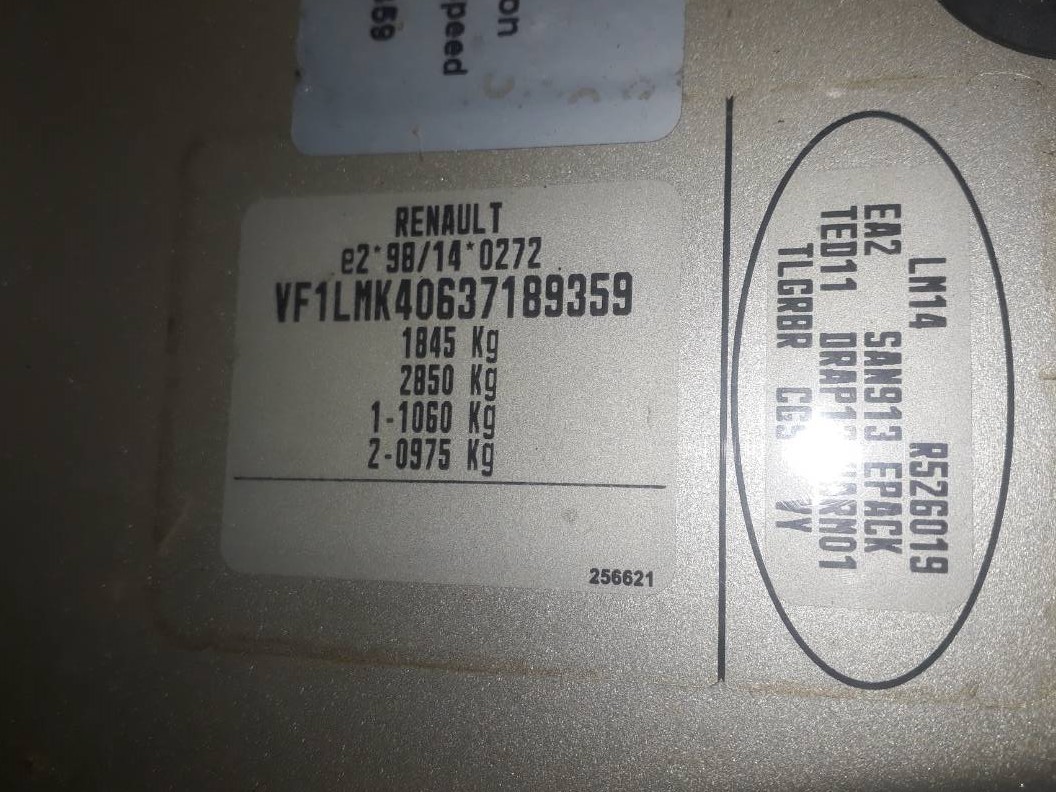 on
peed
359
RENAULT
e2*98/14*0272
VF1LMK40637189359
1845 Kg
2850 Kg
1-1060 Kg
2-0975 Kg
256621
LM14 R526019
EA2 SAN913 EPACK
TED11
TLGRBR